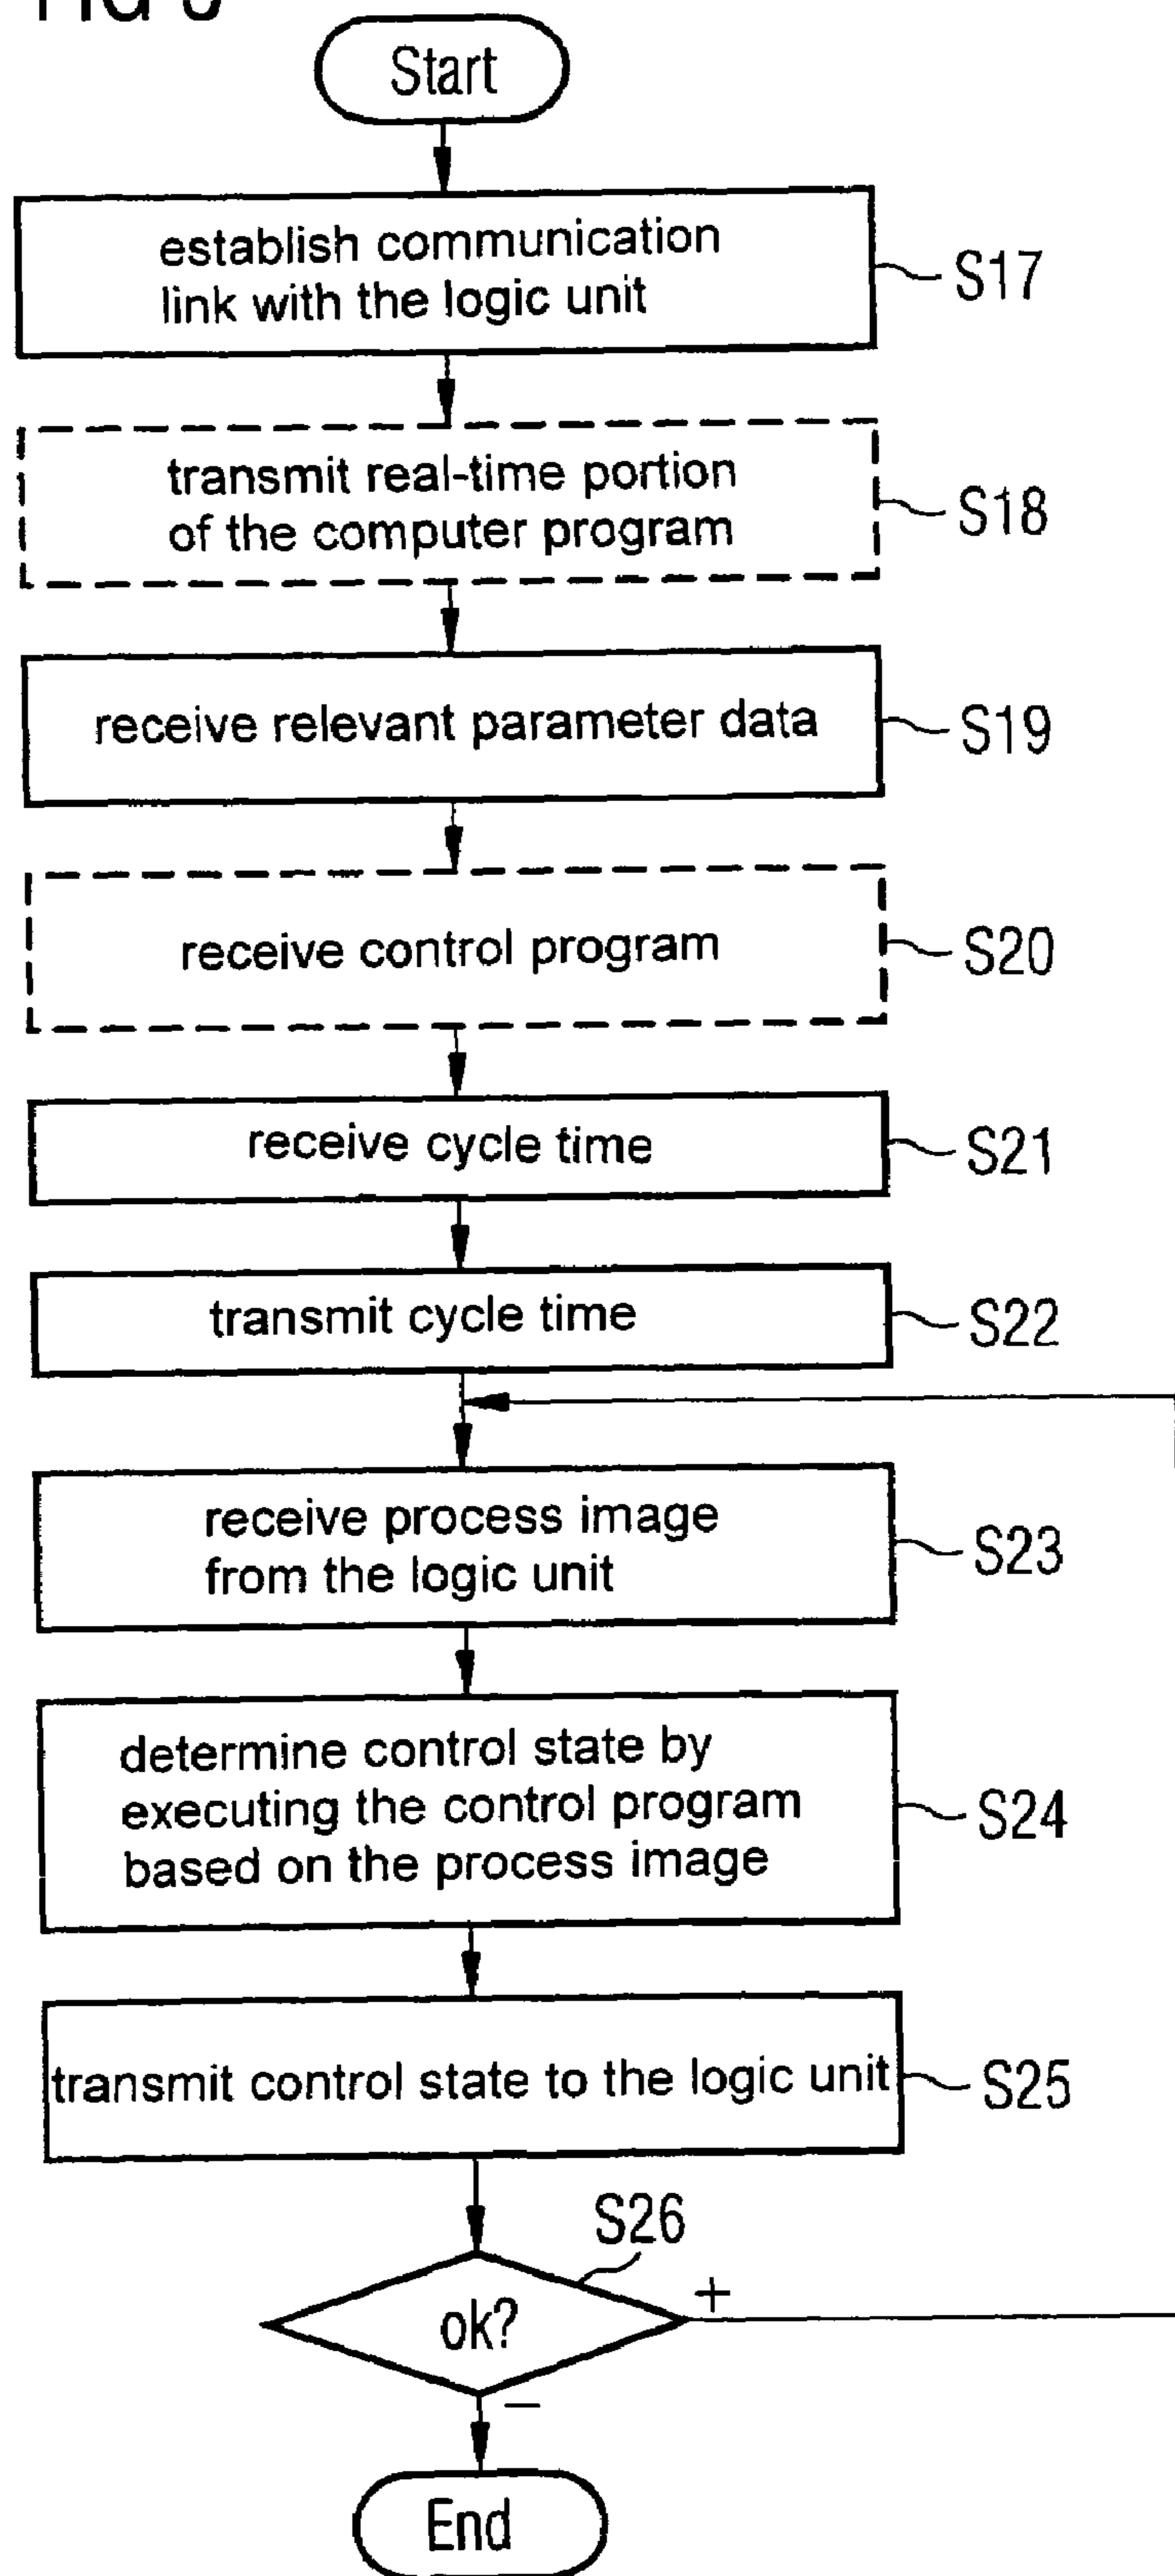 Start
establish communication
link with the logic unit
S17
transmit real-time portion
of the computer program
S18
receive relevant parameter data
S19
receive control program
S20
receive cycle time
S21
transmit cycle time
S22
receive process image
from the logic unit
S23
determine control state by
executing the control program
based on the process image
S24
transmit control state to the logic unit
S25
S26
ok?
+
−
End